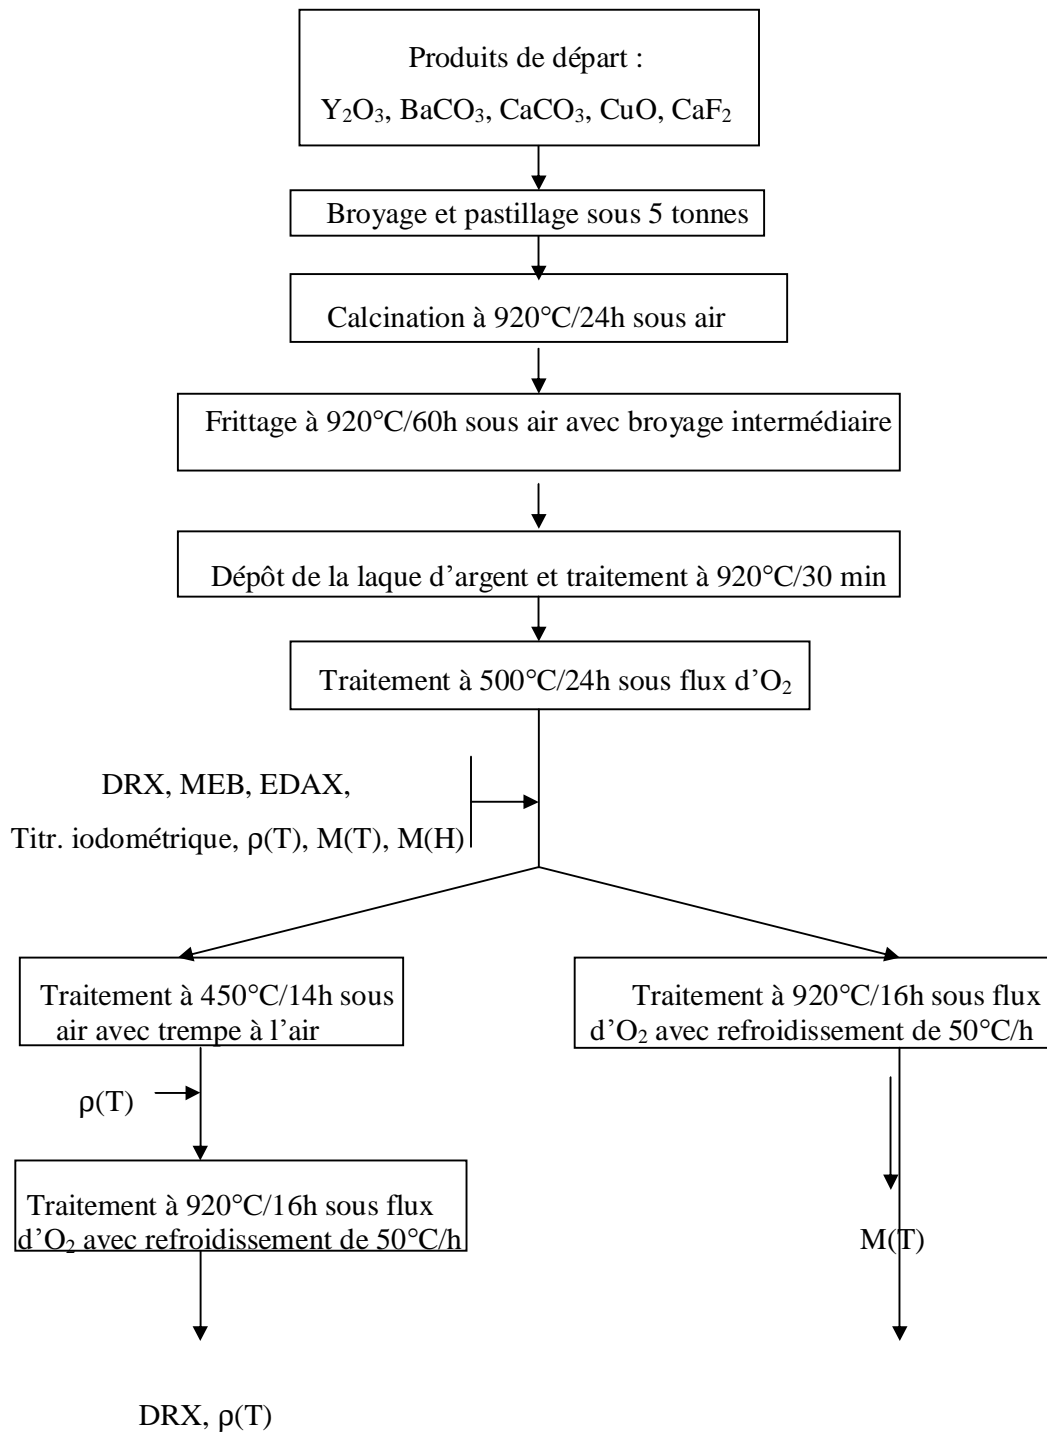 Produits de départ :
Y₂O₃, BaCO₃, CaCO₃, CuO, CaF₂
Broyage et pastillage sous 5 tonnes
Calcination à 920°C/24h sous air
Frittage à 920°C/60h sous air avec broyage intermédiaire
Dépôt de la laque d’argent et traitement à 920°C/30 min
Traitement à 500°C/24h sous flux d’O₂
DRX, MEB, EDAX,
Titr. iodométrique, ρ(T), M(T), M(H)
Traitement à 450°C/14h sous
air avec trempe à l’air
Traitement à 920°C/16h sous flux
d’O₂ avec refroidissement de 50°C/h
ρ(T)
Traitement à 920°C/16h sous flux
d’O₂ avec refroidissement de 50°C/h
M(T)
DRX, ρ(T)